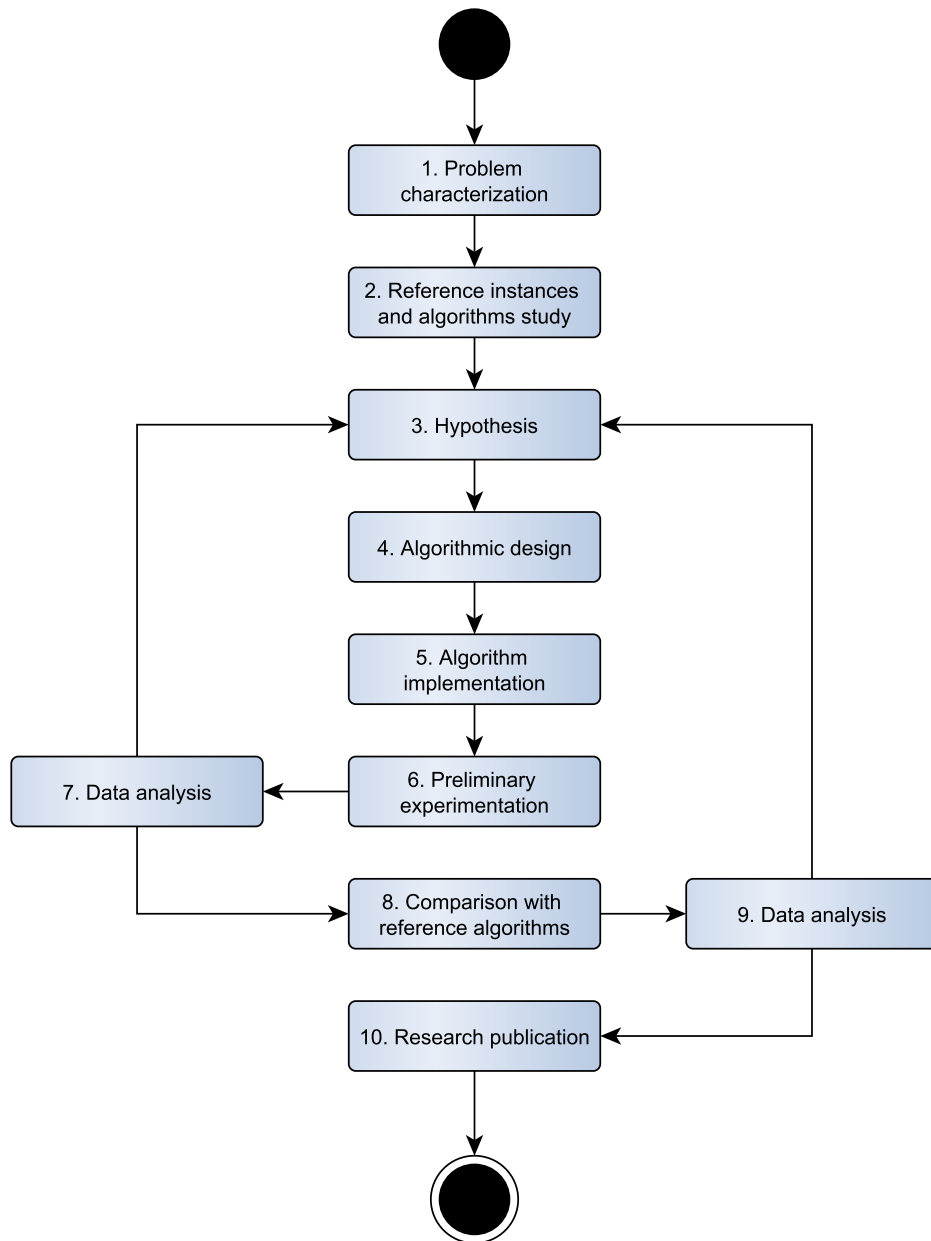 1. Problem
characterization
2. Reference instances
and algorithms study
3. Hypothesis
4. Algorithmic design
5. Algorithm
implementation
6. Preliminary
experimentation
7. Data analysis
8. Comparison with
reference algorithms
9. Data analysis
10. Research publication